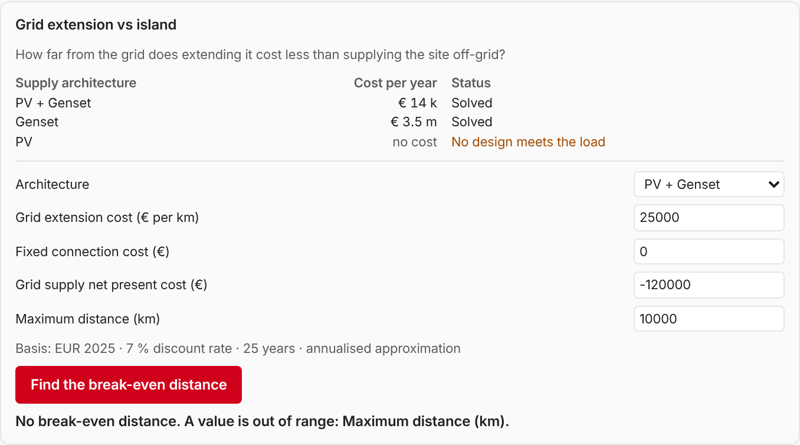 Grid extension vs island
How far from the grid does extending it cost less than supplying the site off-grid?
Supply architecture Cost per year Status
PV + Genset € 14 k Solved
Genset € 3.5 m Solved
PV no cost No design meets the load
Architecture PV + Genset
Grid extension cost (€ per km) 25000
Fixed connection cost (€) 0
Grid supply net present cost (€) -120000
Maximum distance (km) 10000
Basis: EUR 2025 · 7 % discount rate · 25 years · annualised approximation
Find the break-even distance
No break-even distance. A value is out of range: Maximum distance (km).